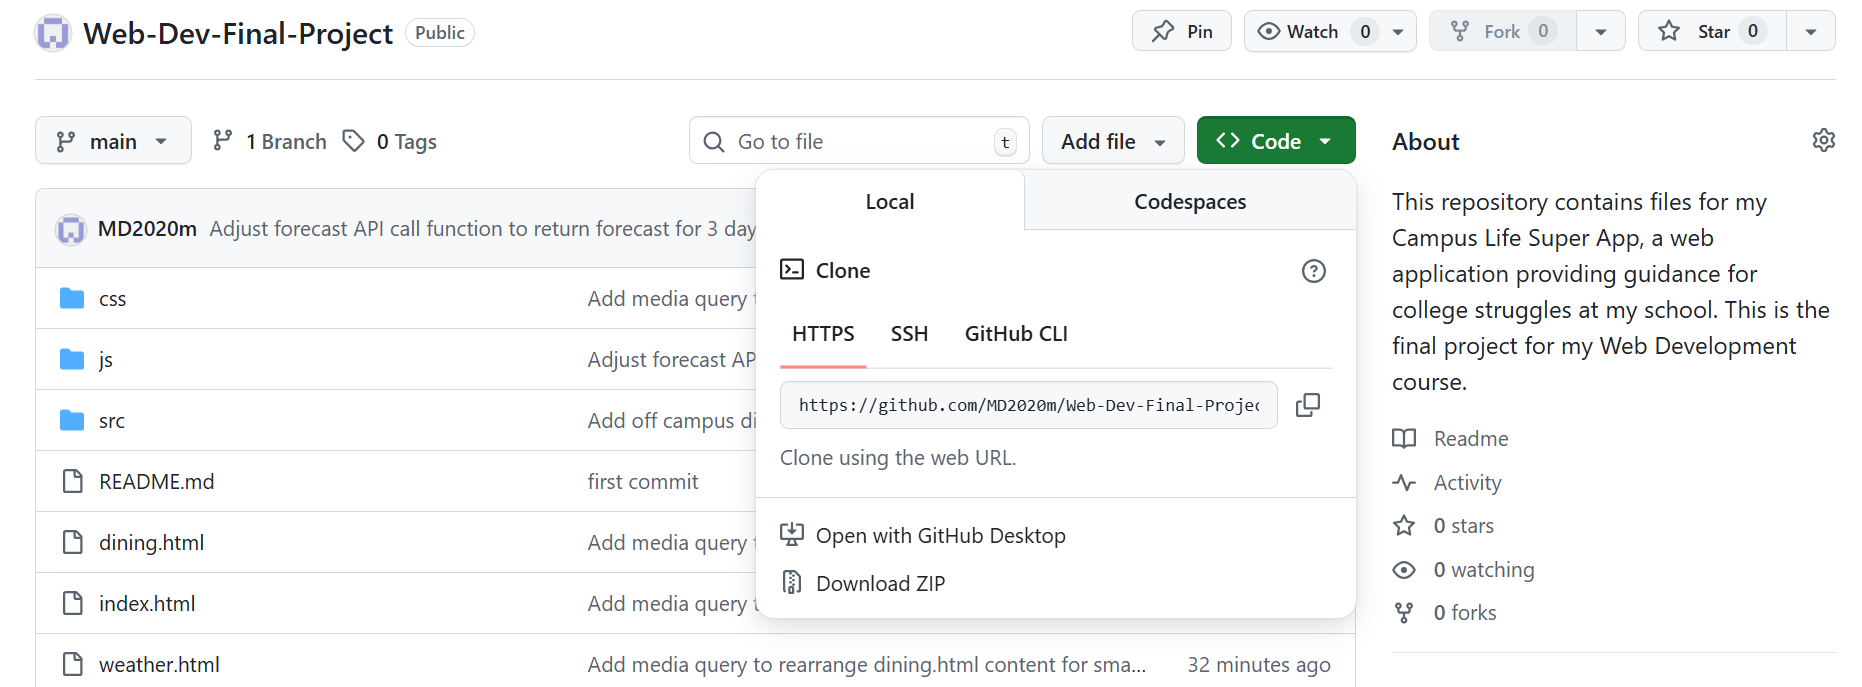 Web-Dev-Final-Project Public
Pin
Watch 0
Fork 0
Star 0
main
1 Branch
0 Tags
Go to file t
Add file
Code
MD2020m Adjust forecast API call function to return forecast for 3 day
css Add media query
js Adjust forecast AP
src Add off campus di
README.md first commit
dining.html Add media query
index.html Add media query
weather.html Add media query to rearrange dining.html content for sma... 32 minutes ago
Local
Codespaces
Clone
HTTPS SSH GitHub CLI
https://github.com/MD2020m/Web-Dev-Final-Projec
Clone using the web URL.
Open with GitHub Desktop
Download ZIP
About
This repository contains files for my
Campus Life Super App, a web
application providing guidance for
college struggles at my school. This is the
final project for my Web Development
course.
Readme
Activity
0 stars
0 watching
0 forks